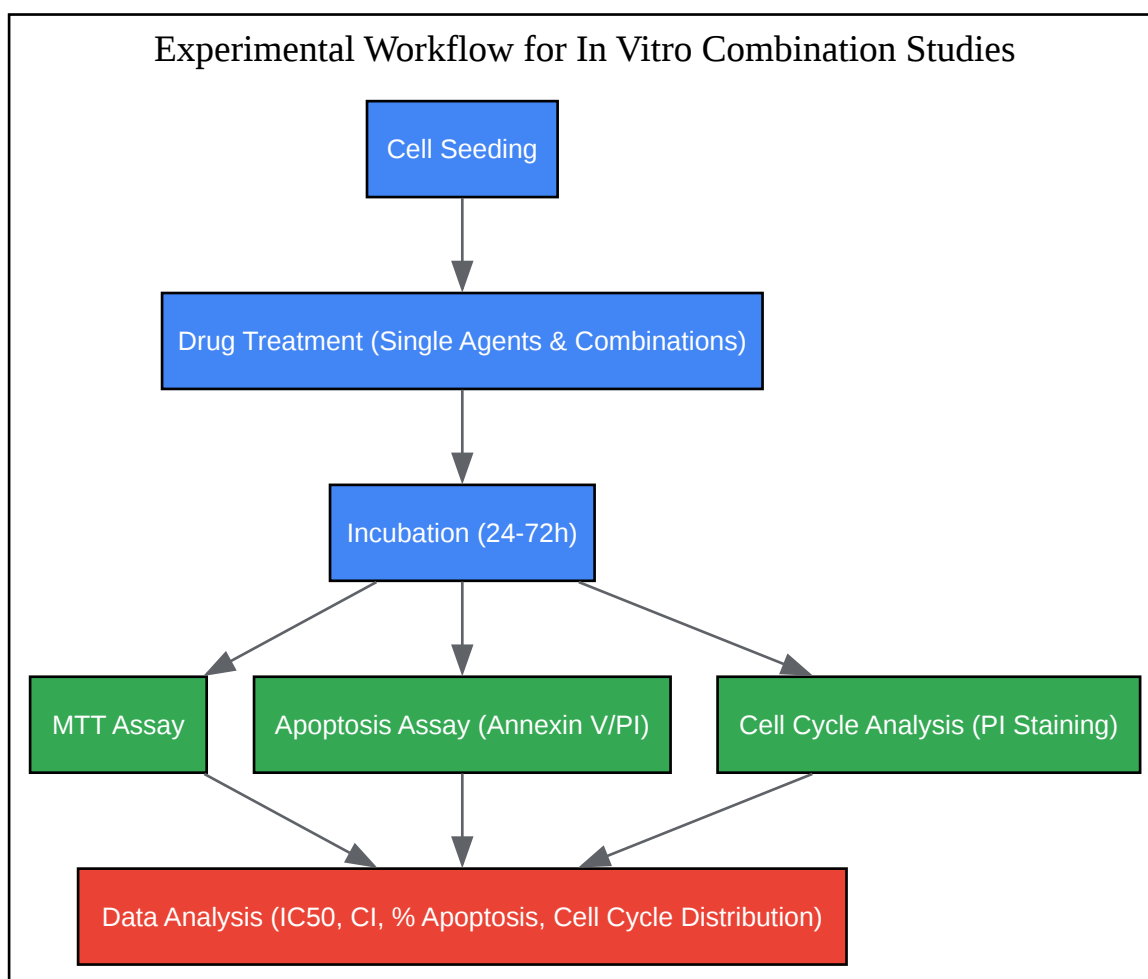 Experimental Workflow for In Vitro Combination Studies
Cell Seeding
Drug Treatment (Single Agents & Combinations)
Incubation (24-72h)
MTT Assay
Apoptosis Assay (Annexin V/PI)
Cell Cycle Analysis (PI Staining)
Data Analysis (IC50, CI, % Apoptosis, Cell Cycle Distribution)